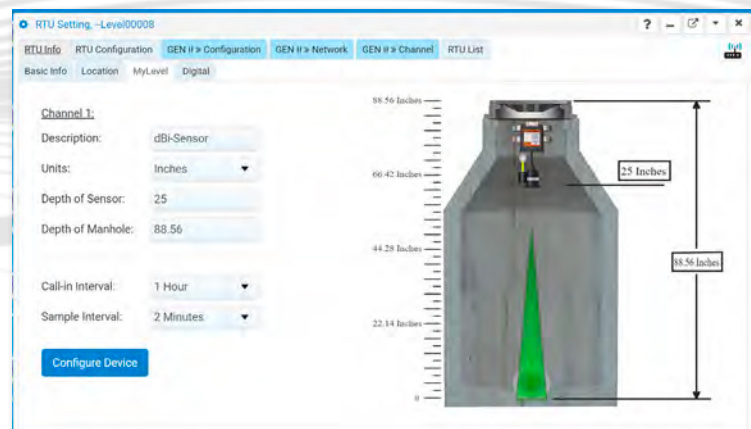 RTU Setting, --Level00008
? – ×
RTU Info RTU Configuration GEN II > Configuration GEN II > Network GEN II > Channel RTU List
Basic Info Location MyLevel Digital
Channel 1:
Description: dBi-Sensor
Units: Inches
Depth of Sensor: 25
Depth of Manhole: 88.56
Call-in Interval: 1 Hour
Sample Interval: 2 Minutes
Configure Device
88.56 Inches
66.42 Inches
25 Inches
44.28 Inches
88.56 Inches
22.14 Inches
0